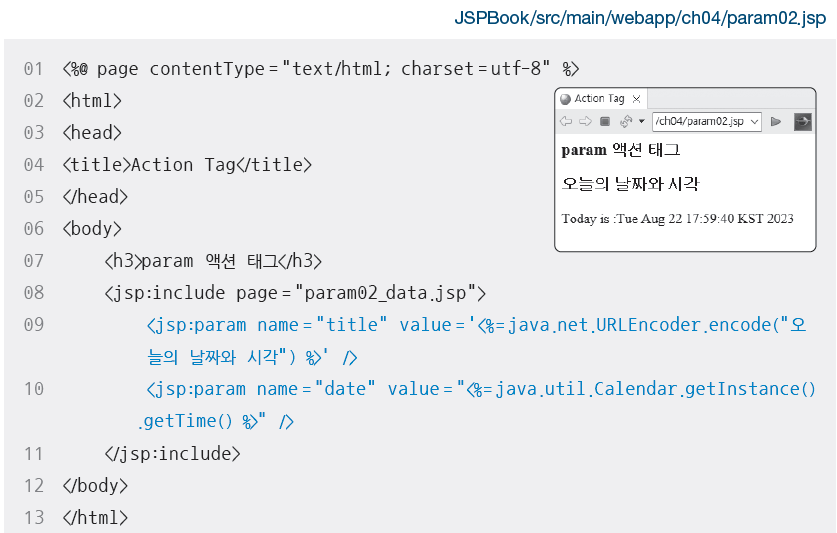 JSPBook/src/main/webapp/ch04/param02.jsp
01 <%@ page contentType="text/html; charset=utf-8" %>
02 <html>
03 <head>
04 <title>Action Tag</title>
05 </head>
06 <body>
07 <h3>param 액션 태그</h3>
08 <jsp:include page="param02_data.jsp">
09 <jsp:param name="title" value='<%=java.net.URLEncoder.encode("오
늘의 날짜와 시각") %>' />
10 <jsp:param name="date" value="<%=java.util.Calendar.getInstance()
.getTime() %>" />
11 </jsp:include>
12 </body>
13 </html>
Action Tag
/ch04/param02.jsp
param 액션 태그
오늘의 날짜와 시각
Today is :Tue Aug 22 17:59:40 KST 2023